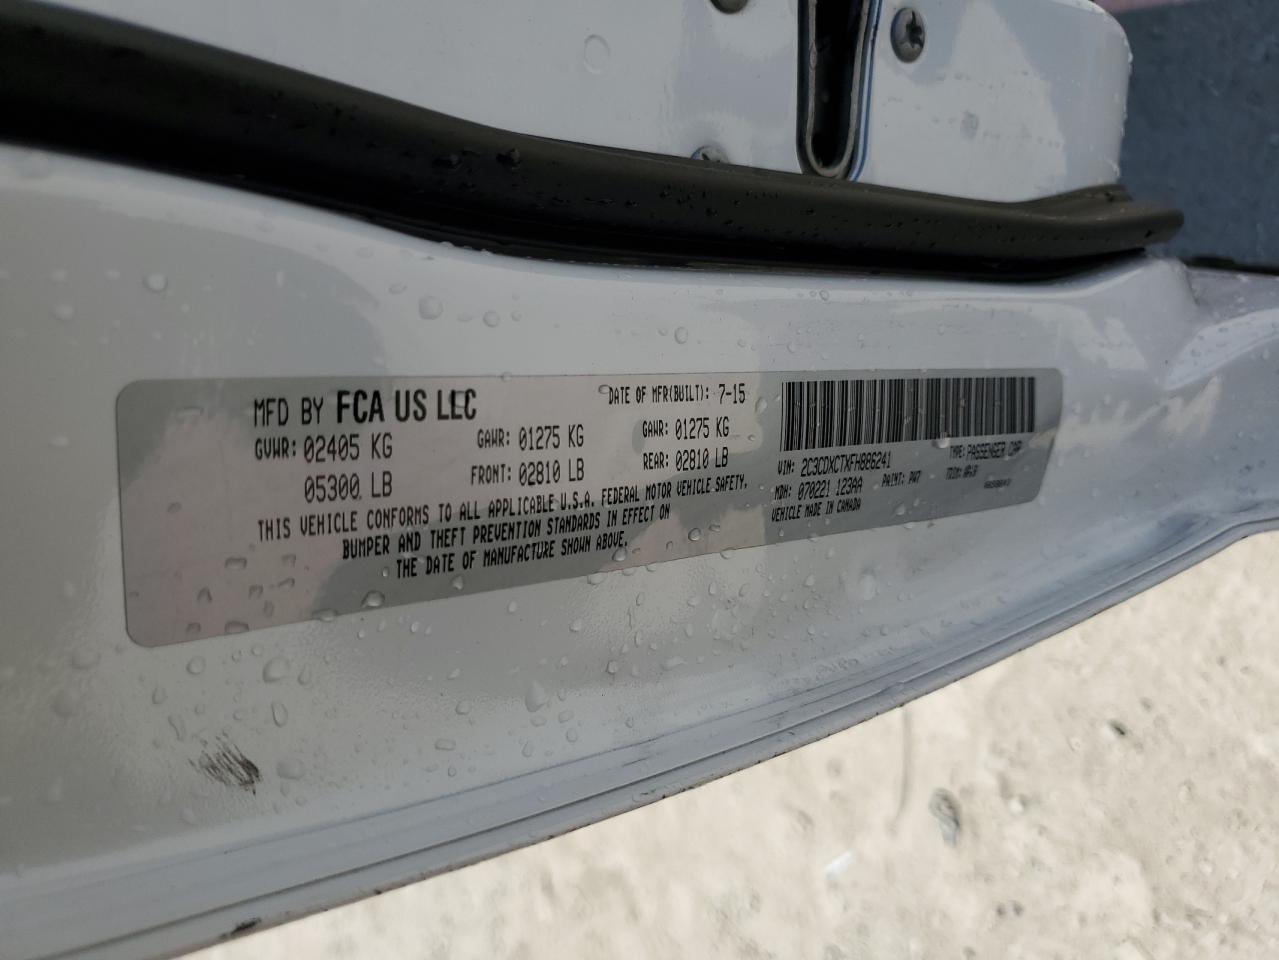 MFD BY FCA US LLC DATE OF MFR(BUILT): 7-15
GVWR: 02405 KG GAWR: 01275 KG GAWR: 01275 KG
05300 LB FRONT: 02810 LB REAR: 02810 LB
THIS VEHICLE CONFORMS TO ALL APPLICABLE U.S.A. FEDERAL MOTOR VEHICLE SAFETY,
BUMPER AND THEFT PREVENTION STANDARDS IN EFFECT ON
THE DATE OF MANUFACTURE SHOWN ABOVE.
VIN: 2C3CDXCTXFH886241 TYPE: PASSENGER CAR
MDH: 070221 123AA PAINT: PW7 TRIM:
VEHICLE MADE IN CANADA